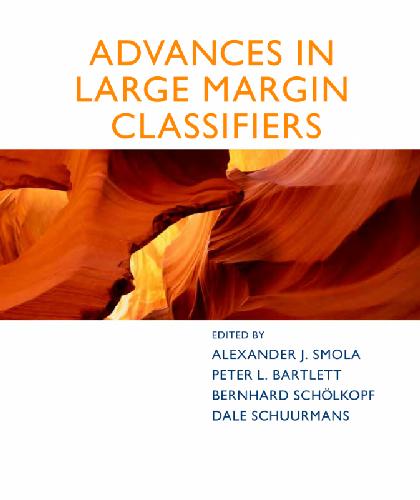 ADVANCES IN
LARGE MARGIN
CLASSIFIERS
EDITED BY
ALEXANDER J. SMOLA
PETER L. BARTLETT
BERNHARD SCHÖLKOPF
DALE SCHUURMANS